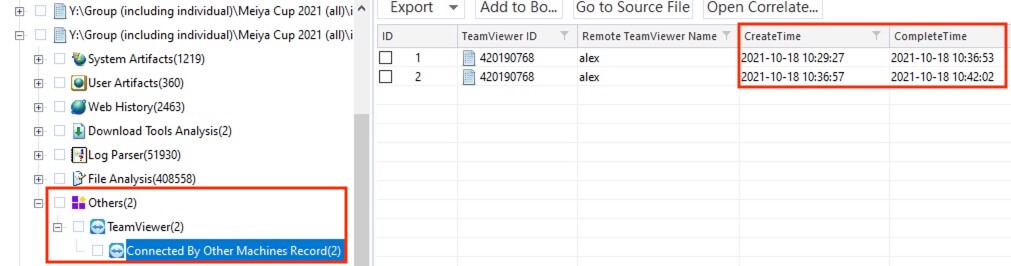 Y:\Group (including individual)\Meiya Cup 2021 (all)\i
Y:\Group (including individual)\Meiya Cup 2021 (all)\i
System Artifacts(1219)
User Artifacts(360)
Web History(2463)
Download Tools Analysis(2)
Log Parser(51930)
File Analysis(408558)
Others(2)
TeamViewer(2)
Connected By Other Machines Record(2)
Export Add to Bo... Go to Source File Open Correlate...
ID TeamViewer ID Remote TeamViewer Name CreateTime CompleteTime
1 420190768 alex 2021-10-18 10:29:27 2021-10-18 10:36:53
2 420190768 alex 2021-10-18 10:36:57 2021-10-18 10:42:02